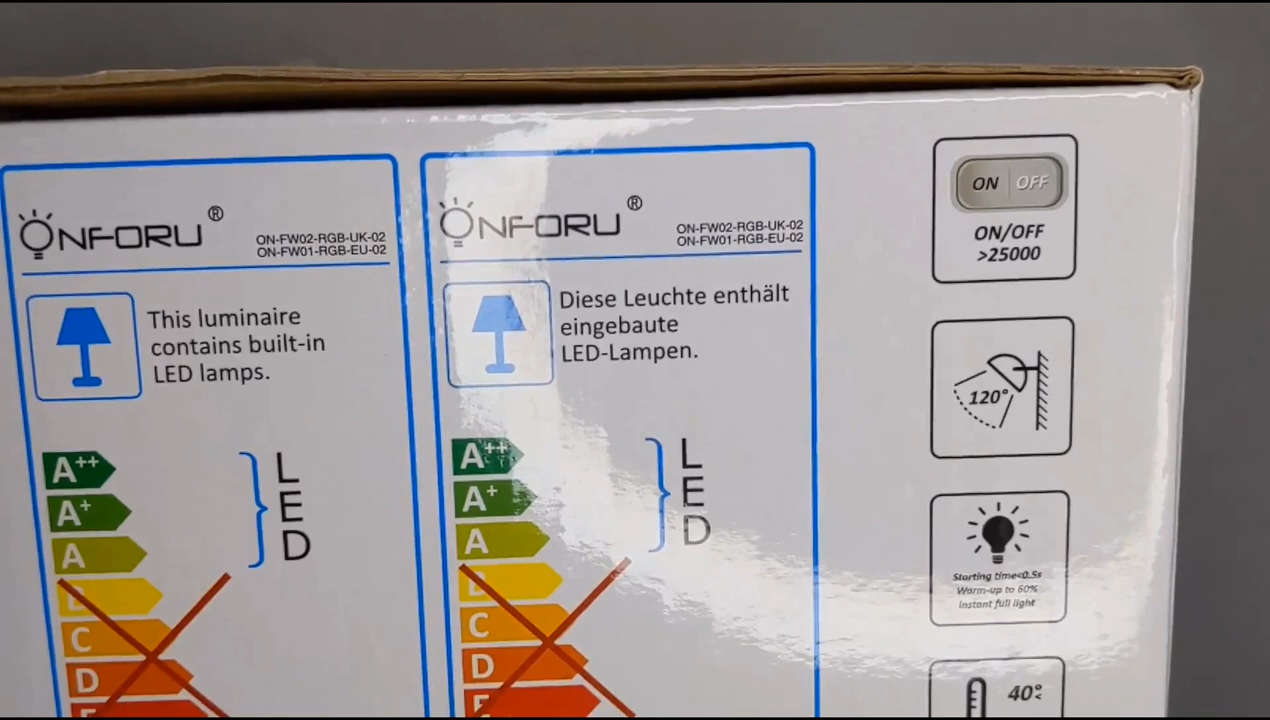 ONFORU®
ON-FW02-RGB-UK-02
ON-FW01-RGB-EU-02
This luminaire
contains built-in
LED lamps.
A++
A+
A
C
D
L
E
D
ONFORU®
ON-FW02-RGB-UK-02
ON-FW01-RGB-EU-02
Diese Leuchte enthält
eingebaute
LED-Lampen.
A++
A+
A
C
D
L
E
D
ON OFF
ON/OFF
>25000
120°
Starting time<0.5s
Warm-up to 60%
instant full light
40°